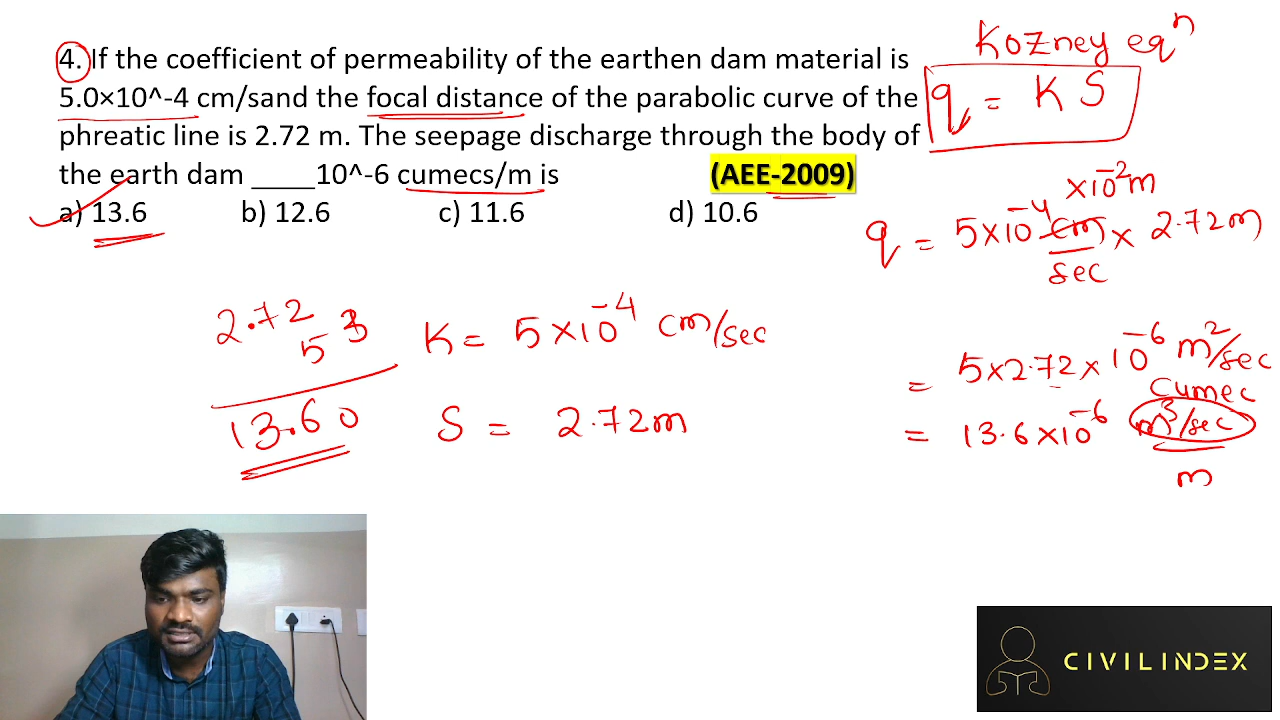 4. If the coefficient of permeability of the earthen dam material is
5.0×10^-4 cm/sand the focal distance of the parabolic curve of the
phreatic line is 2.72 m. The seepage discharge through the body of
the earth dam ____10^-6 cumecs/m is
(AEE-2009)
a) 13.6 b) 12.6 c) 11.6 d) 10.6
Kozney eqⁿ
q = K S
×10⁻²m
q = 5×10⁻⁴ cm/sec × 2.72m
= 5×2.72×10⁻⁶ m²/sec
cumec
= 13.6×10⁻⁶ m³/sec
m
2.72
5
13.60
K = 5×10⁻⁴ cm/sec
S = 2.72m
CIVILINDEX